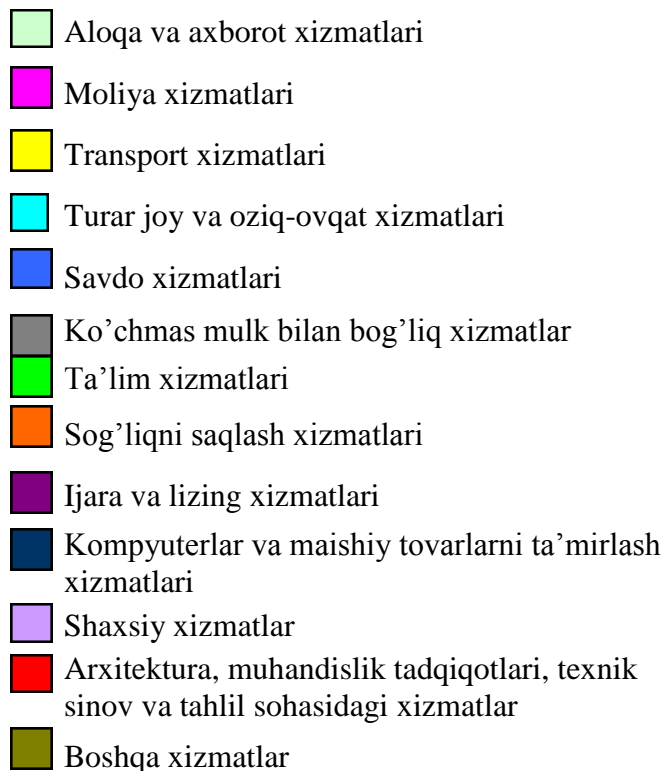 Aloqa va axborot xizmatlari
Moliya xizmatlari
Transport xizmatlari
Turar joy va oziq-ovqat xizmatlari
Savdo xizmatlari
Ko’chmas mulk bilan bog’liq xizmatlar
Ta’lim xizmatlari
Sog’liqni saqlash xizmatlari
Ijara va lizing xizmatlari
Kompyuterlar va maishiy tovarlarni ta’mirlash
xizmatlari
Shaxsiy xizmatlar
Arxitektura, muhandislik tadqiqotlari, texnik
sinov va tahlil sohasidagi xizmatlar
Boshqa xizmatlar